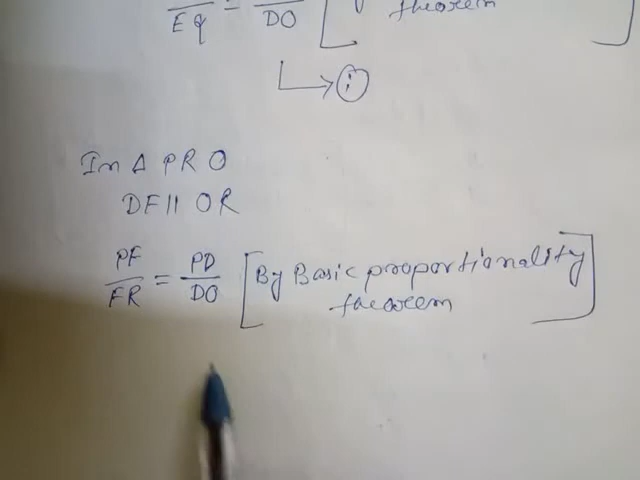 Eq = DO [ theorem ]
(i)
In Δ PRO
DF || OR
PF/FR = PD/DO [By Basic proportionality
theorem]